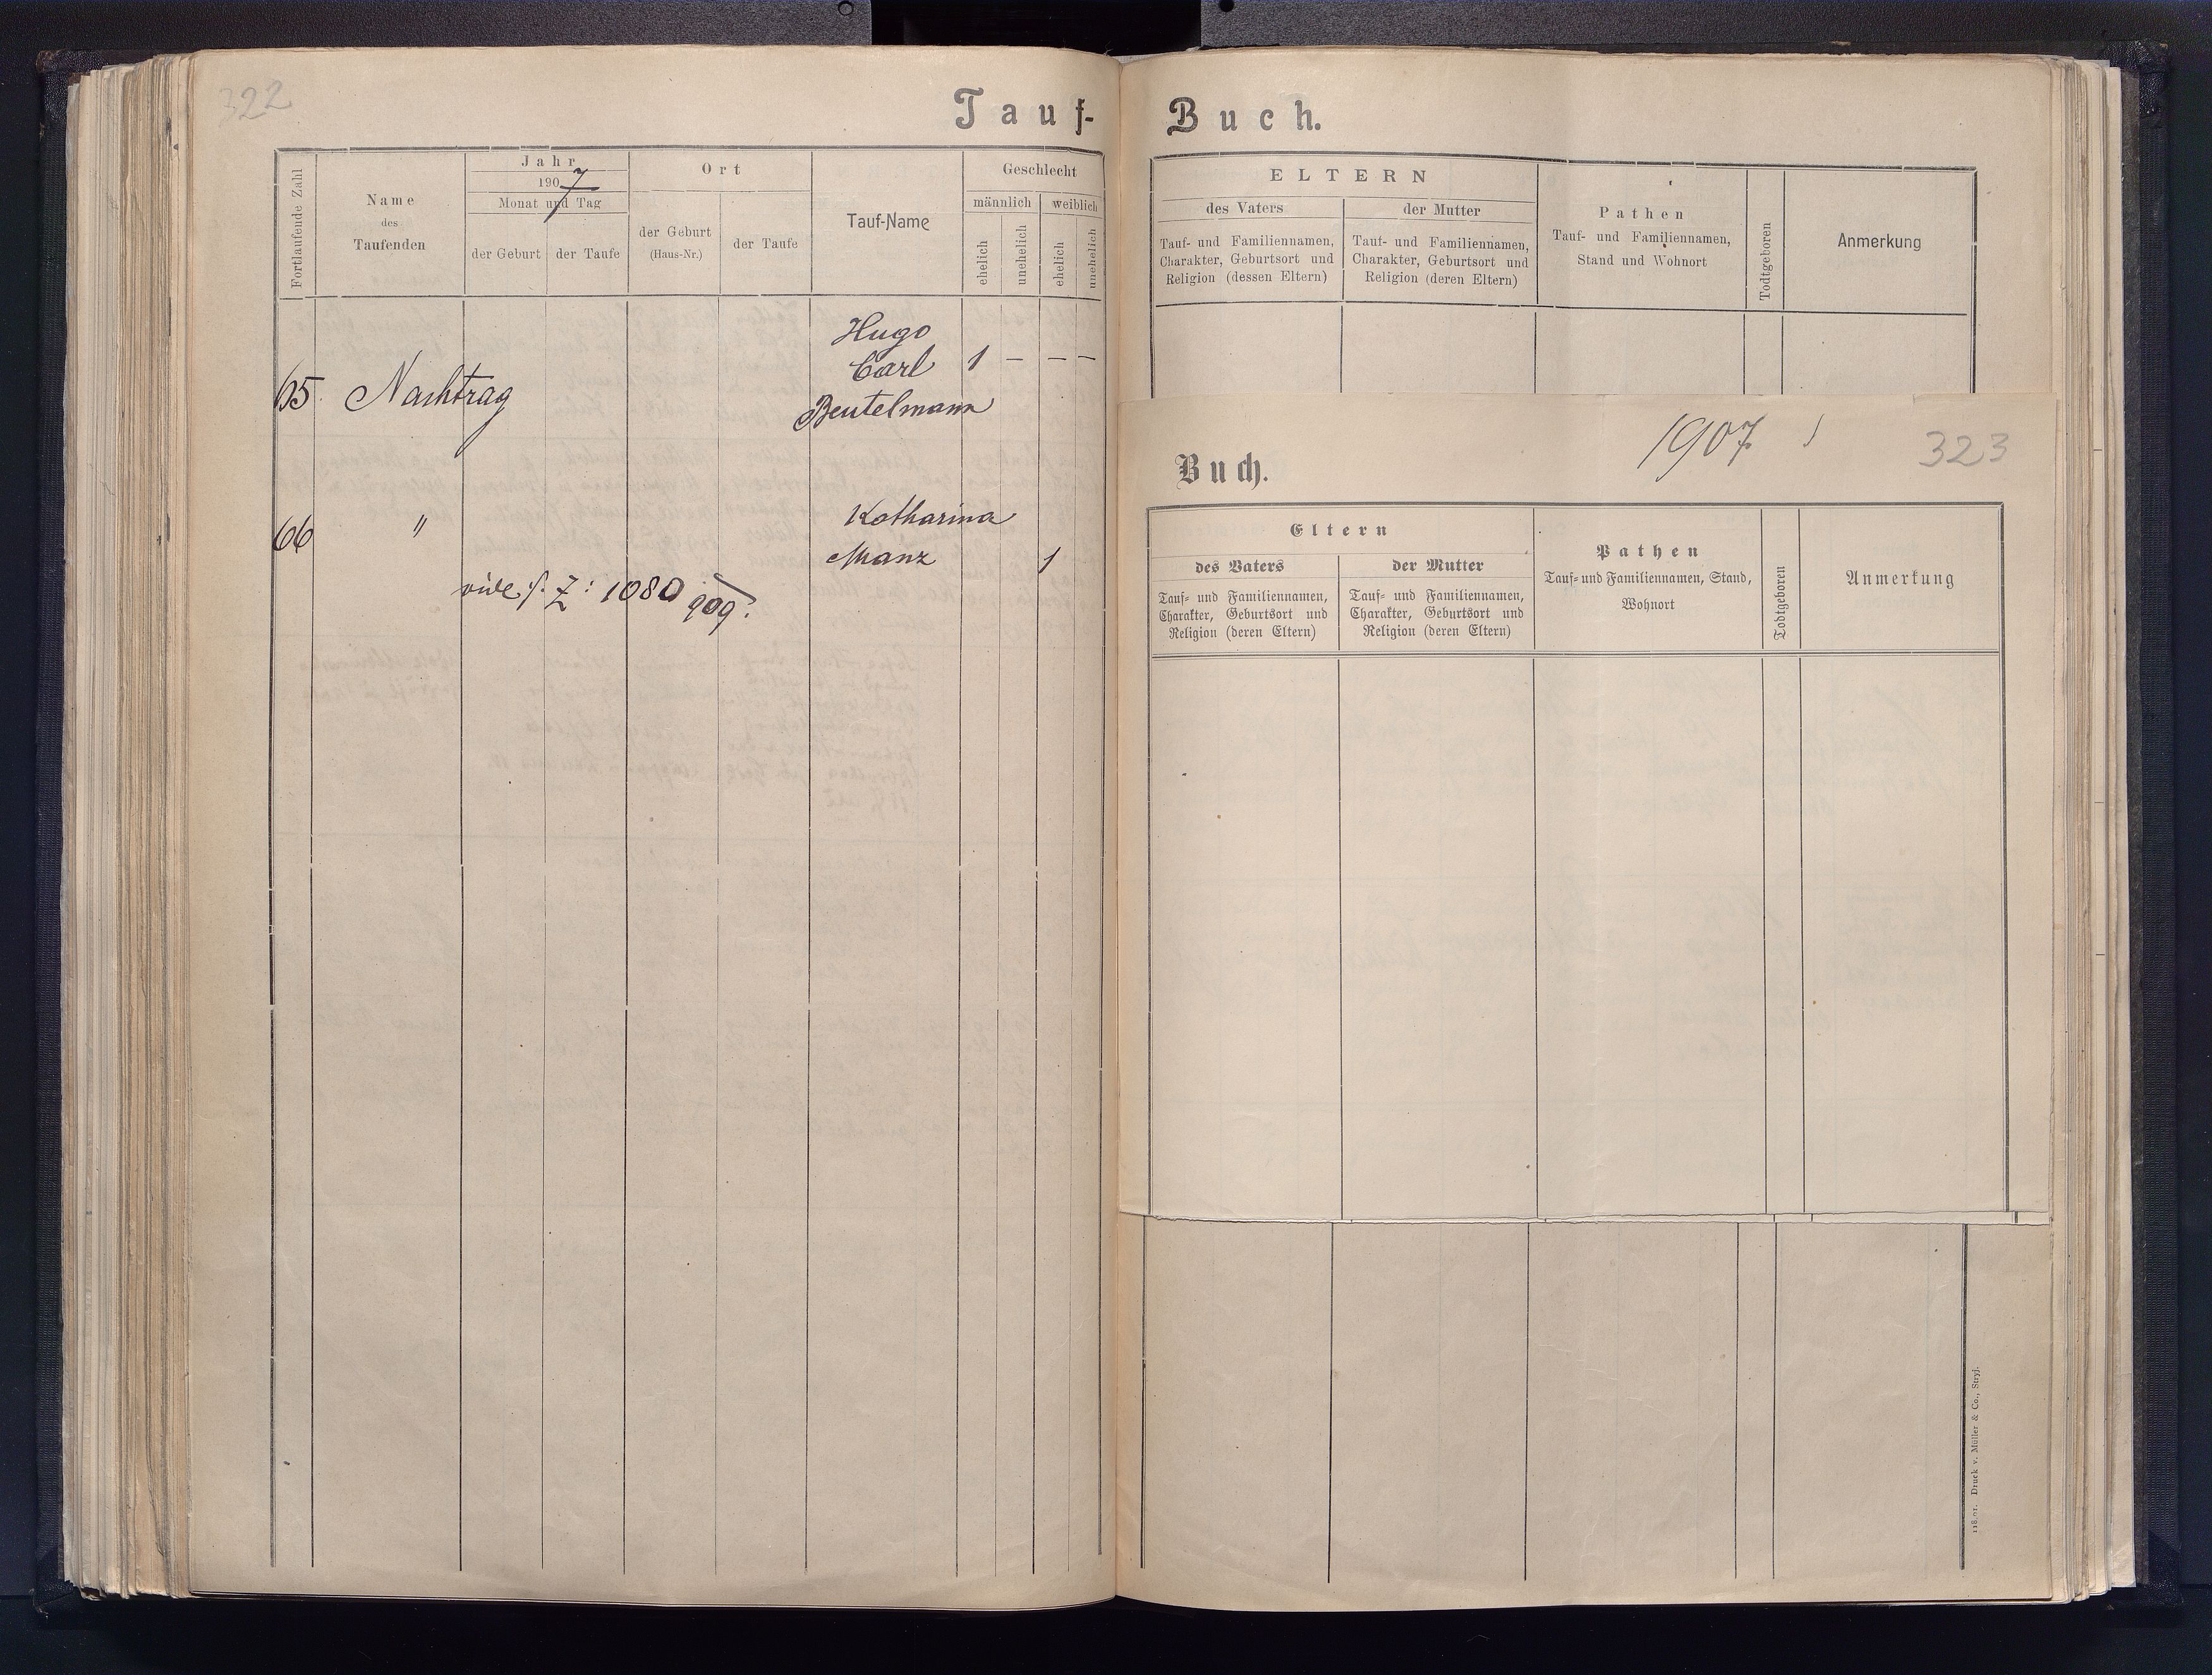 322
Tauf-
Fortlaufende Zahl
Name
des
Taufenden
Jahr
1907
Monat und Tag
der Geburt
der Taufe
Ort
der Geburt
(Haus-Nr.)
der Taufe
Tauf-Name
Geschlecht
männlich
weiblich
ehelich
unehelich
ehelich
unehelich
65 Nachtrag
Hugo
Carl 1 – – –
Beutelmann
66 "
Katharina
Manz 1
vide f. Z: 1080 909.
Buch.
ELTERN
des Vaters
Tauf- und Familiennamen,
Charakter, Geburtsort und
Religion (dessen Eltern)
der Mutter
Tauf- und Familiennamen,
Charakter, Geburtsort und
Religion (deren Eltern)
Pathen
Tauf- und Familiennamen,
Stand und Wohnort
Todtgeboren
Anmerkung
1907
323
Buch.
Eltern
des Vaters
Tauf- und Familiennamen,
Charakter, Geburtsort und
Religion (deren Eltern)
der Mutter
Tauf- und Familiennamen,
Charakter, Geburtsort und
Religion (deren Eltern)
Pathen
Tauf- und Familiennamen, Stand,
Wohnort
Todtgeboren
Anmerkung
Druck v. Müller & Co., Stryj.